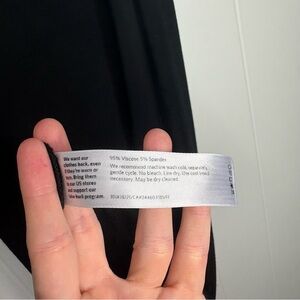 We want our
clothes back, even
if they're worn or
torn. Bring them
to our US stores
and support our
take back program.
95% Viscose 5% Spandex
We recommend machine wash cold, separately,
gentle cycle. No bleach. Line dry. Use cool iron if
necessary. May be dry cleaned.